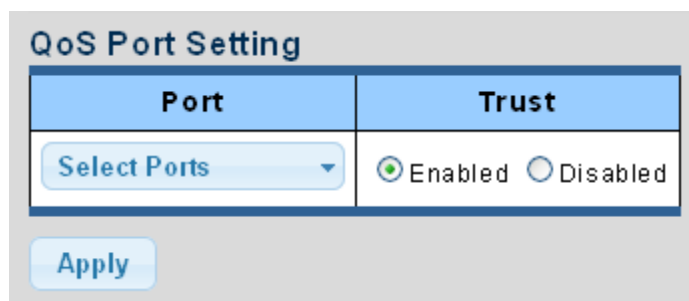 QoS Port Setting
Port Trust
Select Ports Enabled Disabled
Apply